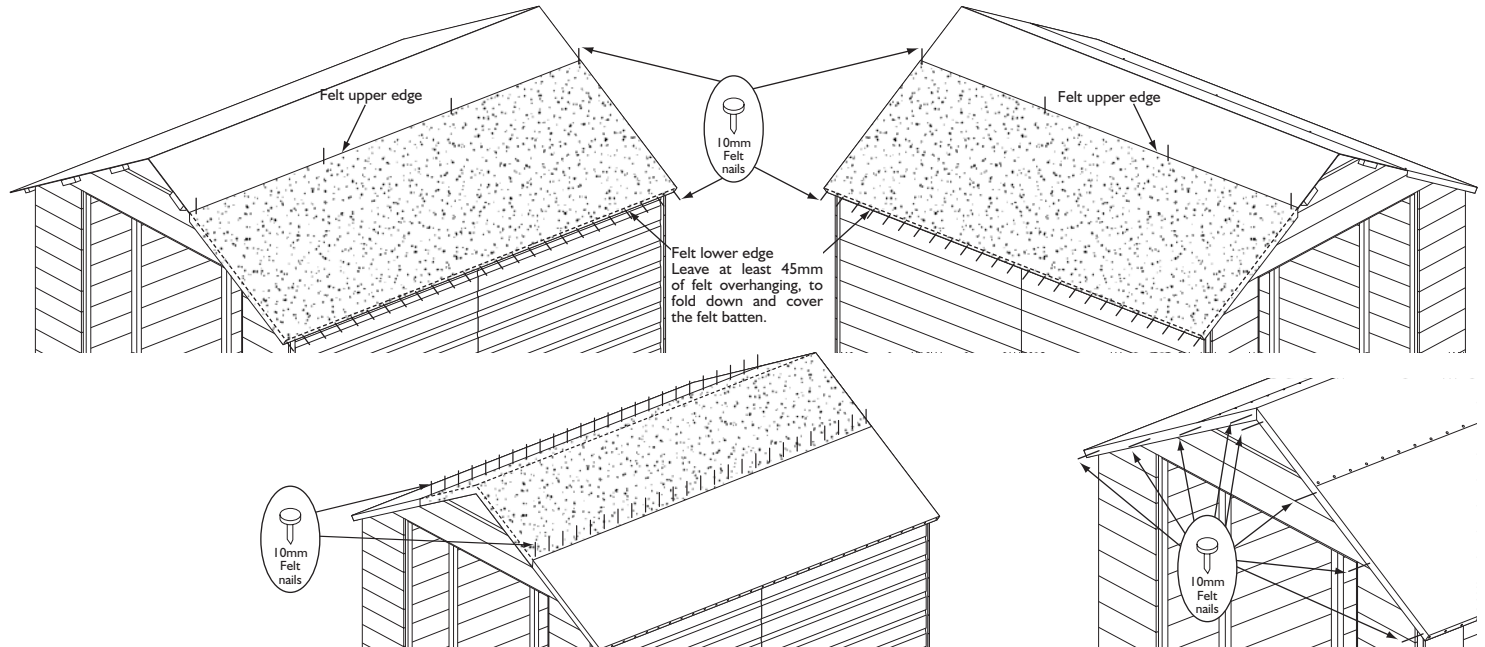 Felt upper edge
10mm
Felt
nails
Felt upper edge
Felt lower edge
Leave at least 45mm
of felt overhanging, to
fold down and cover
the felt batten.
10mm
Felt
nails
10mm
Felt
nails